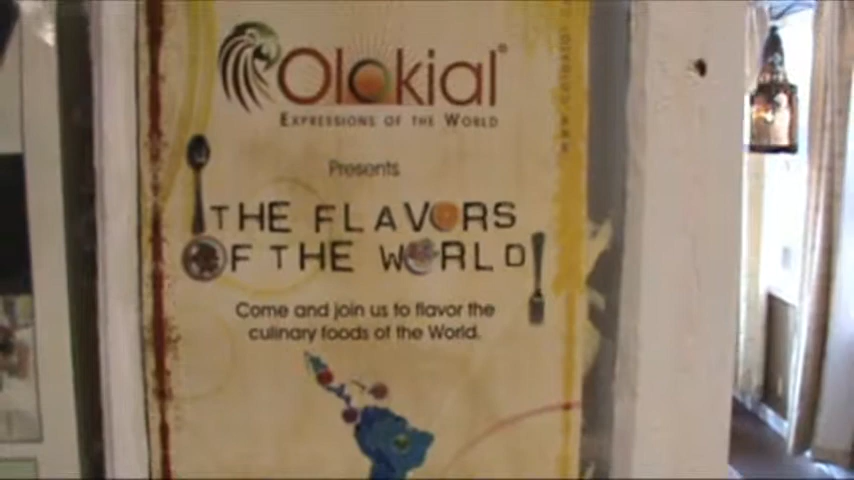 Olokial®
EXPRESSIONS OF THE WORLD
Presents
THE FLAVORS
OF THE WORLD!
Come and join us to flavor the
culinary foods of the World.